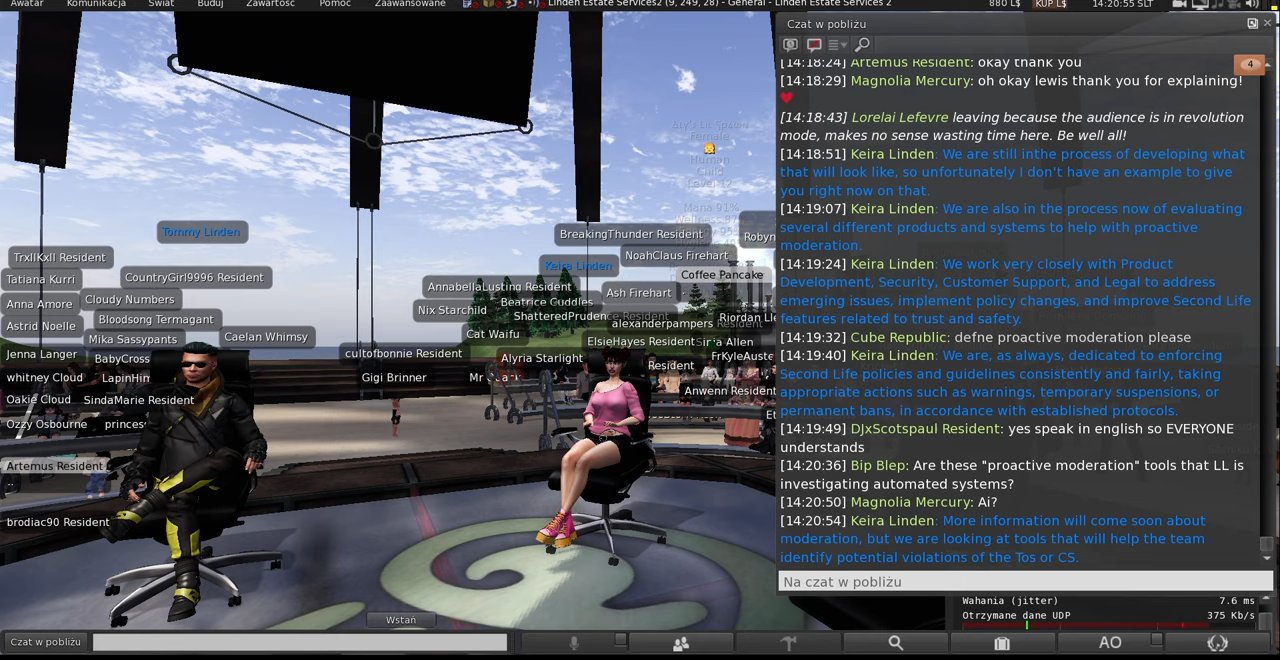 Awatar Komunikacja Świat Buduj Zawartość Pomoc Zaawansowane Linden Estate Services2 (9, 249, 28) - General - Linden Estate Services 2 880 L$ KUP L$ 14:20:55 SLT
Czat w pobliżu
4
[14:18:24] Artemus Resident: okay thank you
[14:18:29] Magnolia Mercury: oh okay lewis thank you for explaining!
❤
[14:18:43] Lorelai Lefevre leaving because the audience is in revolution
mode, makes no sense wasting time here. Be well all!
[14:18:51] Keira Linden: We are still inthe process of developing what
that will look like, so unfortunately I don't have an example to give
you right now on that.
[14:19:07] Keira Linden: We are also in the process now of evaluating
several different products and systems to help with proactive
moderation.
[14:19:24] Keira Linden: We work very closely with Product
Development, Security, Customer Support, and Legal to address
emerging issues, implement policy changes, and improve Second Life
features related to trust and safety.
[14:19:32] Cube Republic: defne proactive moderation please
[14:19:40] Keira Linden: We are, as always, dedicated to enforcing
Second Life policies and guidelines consistently and fairly, taking
appropriate actions such as warnings, temporary suspensions, or
permanent bans, in accordance with established protocols.
[14:19:49] DJxScotspaul Resident: yes speak in english so EVERYONE
understands
[14:20:36] Bip Blep: Are these "proactive moderation" tools that LL is
investigating automated systems?
[14:20:50] Magnolia Mercury: Ai?
[14:20:54] Keira Linden: More information will come soon about
moderation, but we are looking at tools that will help the team
identify potential violations of the Tos or CS.
Na czat w pobliżu
Wahania (jitter) 7.6 ms
Otrzymane dane UDP 375 Kb/s
Female
Human
Child
Mana 91%
Tommy Linden
BreakingThunder Resident
Robyn
TrxllKxll Resident
NoahClaus Firehart
Keira Linden
Tatiana Kurri
CountryGirl9996 Resident
Coffee Pancake
AnnabellaLusting Resident
Ash Firehart
Anna Amore
Cloudy Numbers
Beatrice Cuddles
Nix Starchild
ShatteredPrudence Resident
Astrid Noelle
Bloodsong Termagant
alexanderpampers Resident
Riordan
Mika Sassypants
Caelan Whimsy
Cat Waifu
ElsieHayes Resident
Allen
Jenna Langer
BabyCross
cultofbonnie Resident
Alyria Starlight
FrKyleAuste
Resident
whitney Cloud
LapinHim
Gigi Brinner
Mr
Anwenn Resident
Oakie Cloud
SindaMarie Resident
Ozzy Osbourne
princes
Artemus Resident
brodiac90 Resident
Wstań
Czat w pobliżu
AO